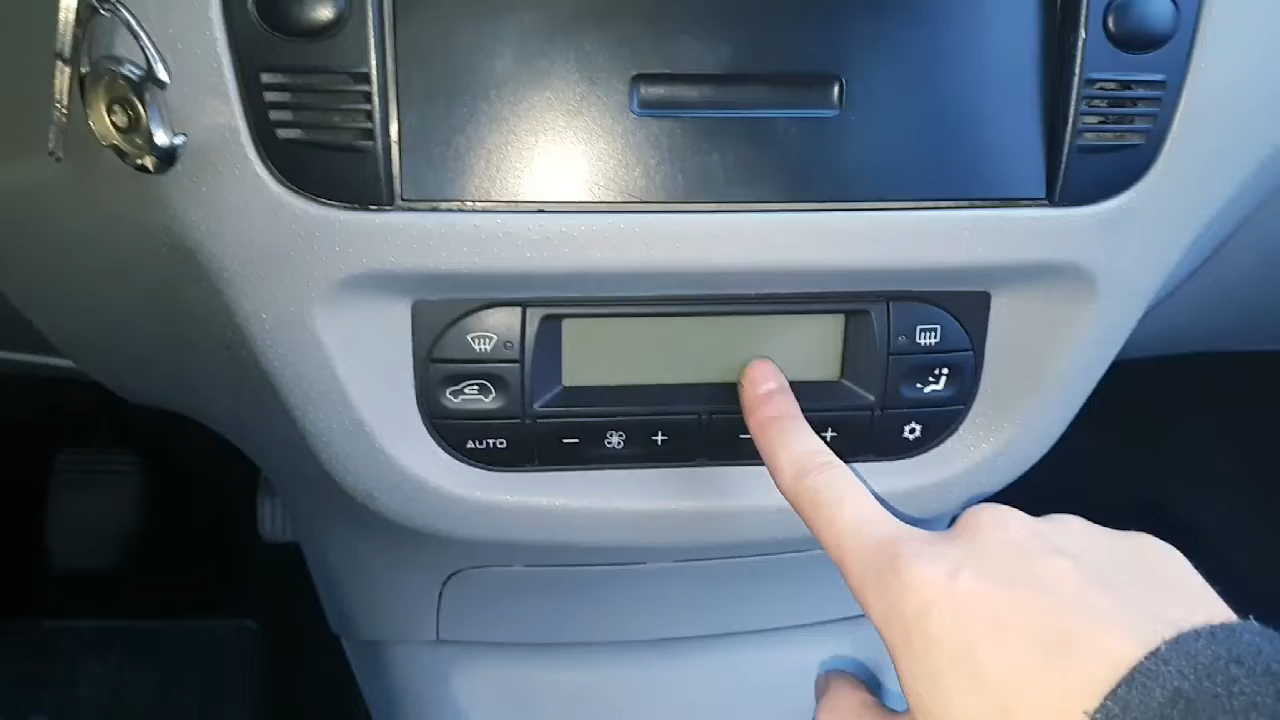 AUTO − + − +